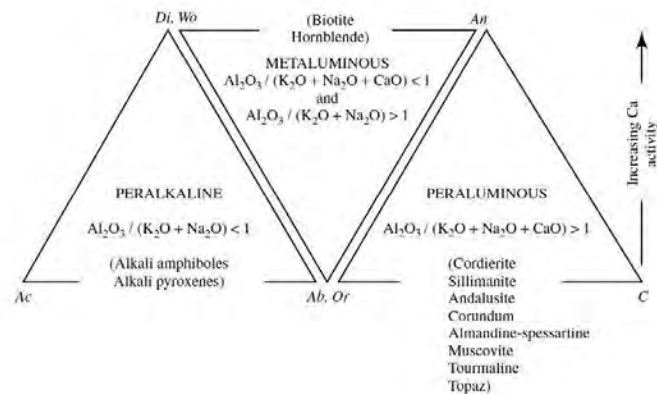 Di, Wo
(Biotite
Hornblende)
An
METALUMINOUS
Al₂O₃ / (K₂O + Na₂O + CaO) < 1
and
Al₂O₃ / (K₂O + Na₂O) > 1
Increasing Ca
activity
PERALKALINE
Al₂O₃ / (K₂O + Na₂O) < 1
(Alkali amphiboles
Alkali pyroxenes)
PERALUMINOUS
Al₂O₃ / (K₂O + Na₂O + CaO) > 1
(Cordierite
Sillimanite
Andalusite
Corundum
Almandine-spessartine
Muscovite
Tourmaline
Topaz)
Ac
Ab, Or
C